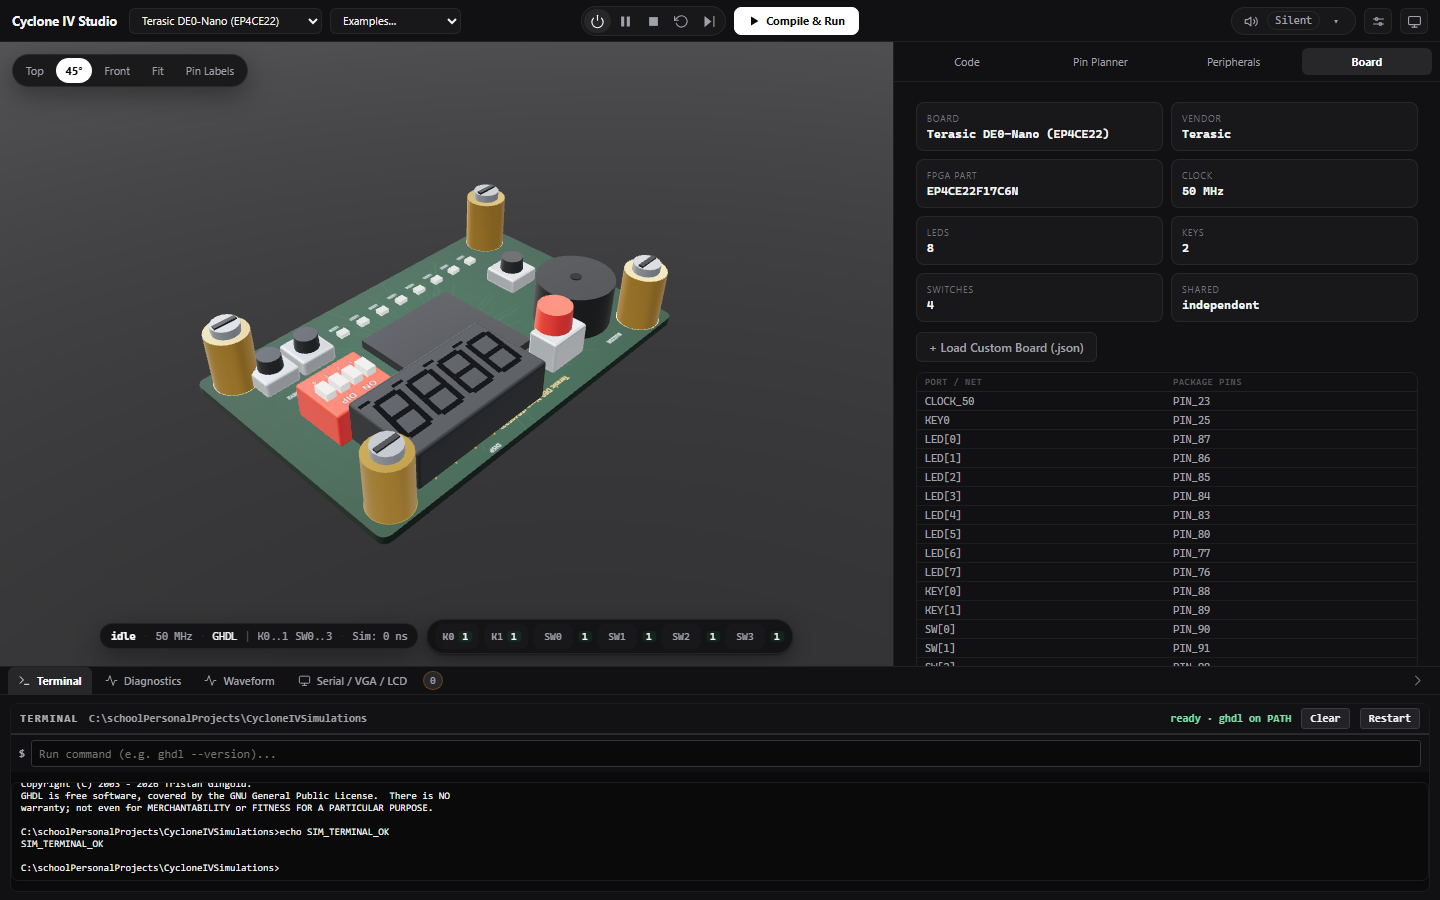 Cyclone IV Studio
Terasic DE0-Nano (EP4CE22)
Examples...
Compile & Run
Silent
Top
45°
Front
Fit
Pin Labels
Code
Pin Planner
Peripherals
Board
BOARD
Terasic DE0-Nano (EP4CE22)
VENDOR
Terasic
FPGA PART
EP4CE22F17C6N
CLOCK
50 MHz
LEDS
8
KEYS
2
SWITCHES
4
SHARED
independent
+ Load Custom Board (.json)
PORT / NET PACKAGE PINS
CLOCK_50 PIN_23
KEY0 PIN_25
LED[0] PIN_87
LED[1] PIN_86
LED[2] PIN_85
LED[3] PIN_84
LED[4] PIN_83
LED[5] PIN_80
LED[6] PIN_77
LED[7] PIN_76
KEY[0] PIN_88
KEY[1] PIN_89
SW[0] PIN_90
SW[1] PIN_91
ON
DIP
idle · 50 MHz · GHDL | K0..1 SW0..3 · Sim: 0 ns
K0 1 K1 1 SW0 1 SW1 1 SW2 1 SW3 1
Terminal
Diagnostics
Waveform
Serial / VGA / LCD
0
TERMINAL C:\schoolPersonalProjects\CycloneIVSimulations
ready · ghdl on PATH
Clear
Restart
$ Run command (e.g. ghdl --version)...
Copyright (C) 2003 - 2026 Tristan Gingold.
GHDL is free software, covered by the GNU General Public License.  There is NO
warranty; not even for MERCHANTABILITY or FITNESS FOR A PARTICULAR PURPOSE.
C:\schoolPersonalProjects\CycloneIVSimulations>echo SIM_TERMINAL_OK
SIM_TERMINAL_OK
C:\schoolPersonalProjects\CycloneIVSimulations>